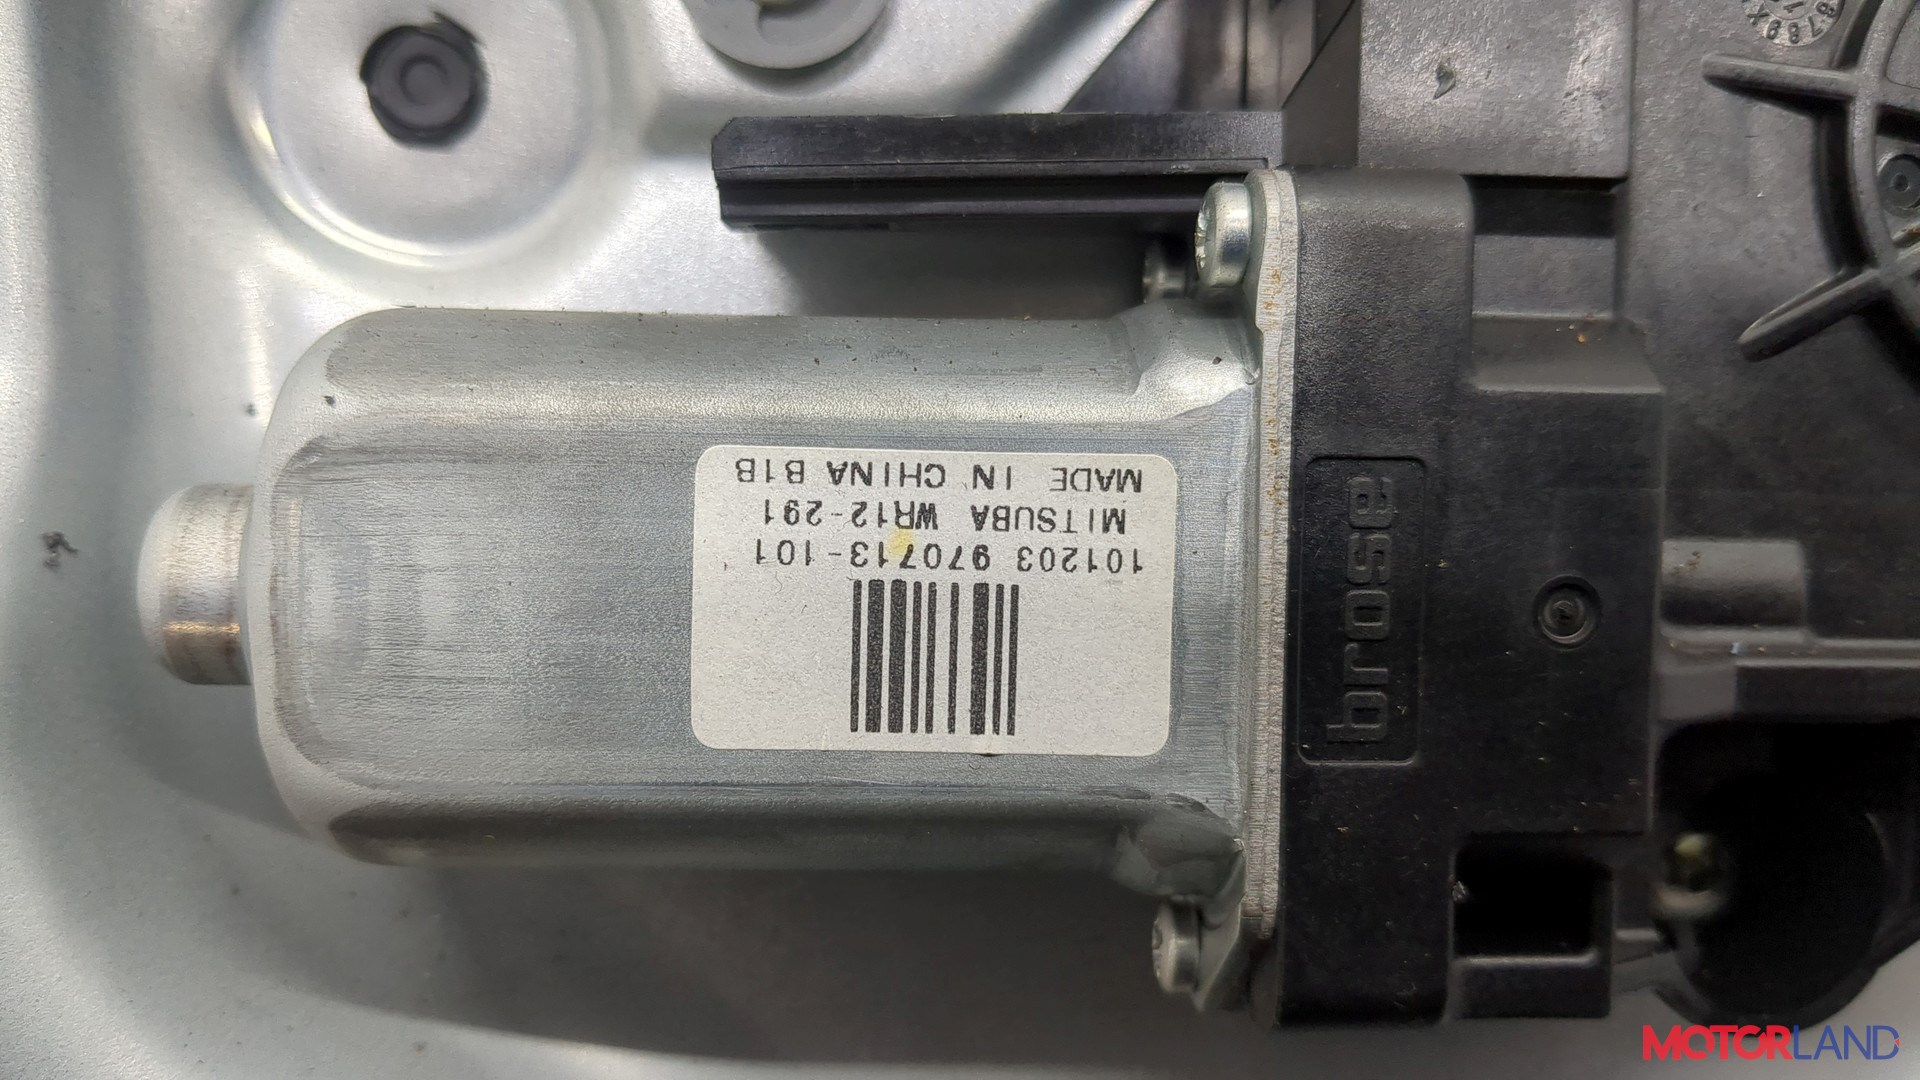 101203 970713-101
MITSUBA WR12-291
MADE IN CHINA B1B
brose
MOTORLAND